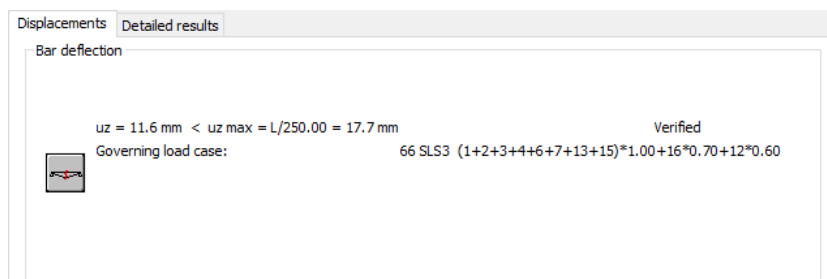 Displacements Detailed results
Bar deflection
uz = 11.6 mm < uz max = L/250.00 = 17.7 mm Verified
Governing load case: 66 SLS3 (1+2+3+4+6+7+13+15)*1.00+16*0.70+12*0.60